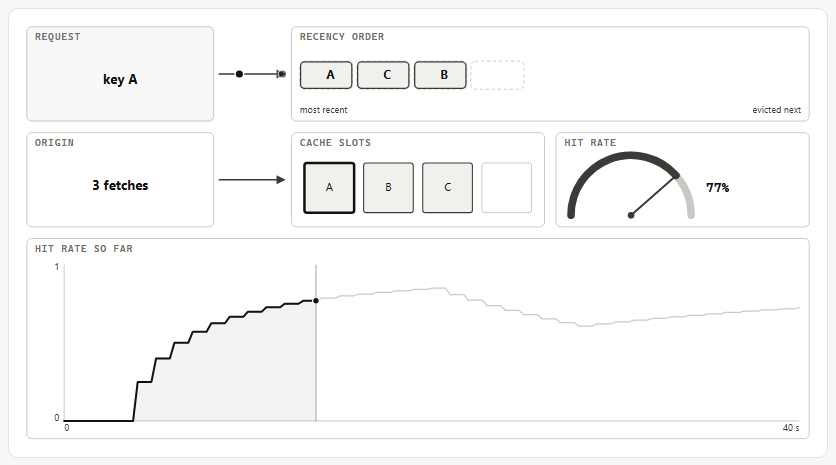 REQUEST
key A
RECENCY ORDER
A C B
most recent evicted next
ORIGIN
3 fetches
CACHE SLOTS
A B C
HIT RATE
77%
HIT RATE SO FAR
1
0
0 40 s